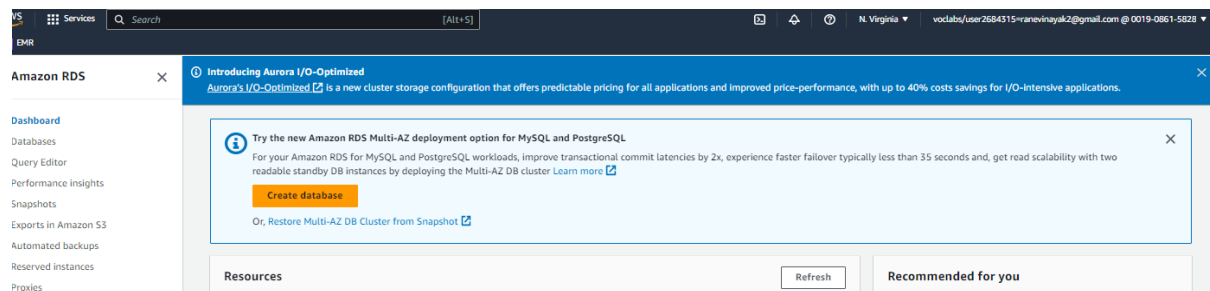 Services
Search
[Alt+S]
N. Virginia
voclabs/user2684315=ranevinayak2@gmail.com @ 0019-0861-5828
EMR
Amazon RDS
Introducing Aurora I/O-Optimized
Aurora's I/O-Optimized is a new cluster storage configuration that offers predictable pricing for all applications and improved price-performance, with up to 40% costs savings for I/O-intensive applications.
Dashboard
Databases
Query Editor
Performance insights
Snapshots
Exports in Amazon S3
Automated backups
Reserved instances
Proxies
Try the new Amazon RDS Multi-AZ deployment option for MySQL and PostgreSQL
For your Amazon RDS for MySQL and PostgreSQL workloads, improve transactional commit latencies by 2x, experience faster failover typically less than 35 seconds and, get read scalability with two
readable standby DB instances by deploying the Multi-AZ DB cluster Learn more
Create database
Or, Restore Multi-AZ DB Cluster from Snapshot
Resources
Refresh
Recommended for you